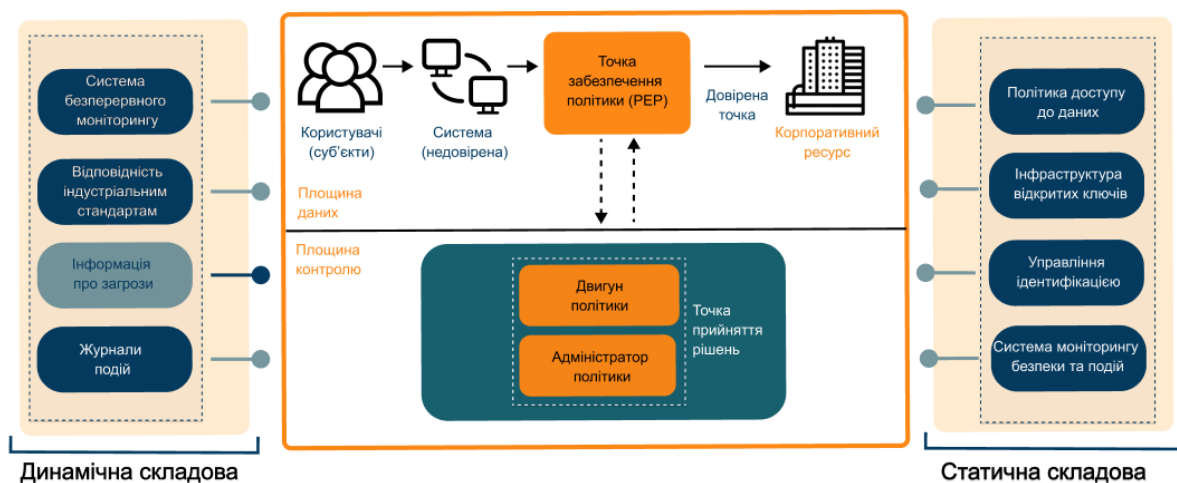 Система
безперервного
моніторингу
Відповідність
індустріальним
стандартам
Інформація
про загрози
Журнали
подій
Динамічна складова
Користувачі
(суб’єкти)
Система
(недовірена)
Точка
забезпечення
політики (PEP)
Довірена
точка
Корпоративний
ресурс
Площина
даних
Площина
контролю
Двигун
політики
Адміністратор
політики
Точка
прийняття
рішень
Політика доступу
до даних
Інфраструктура
відкритих ключів
Управління
ідентифікацією
Система моніторингу
безпеки та подій
Статична складова